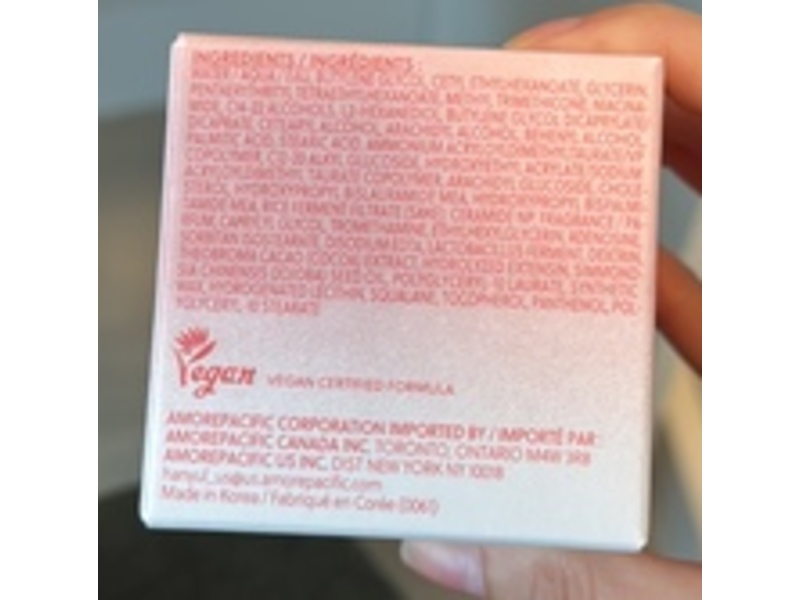 INGREDIENTS / INGRÉDIENTS
WATER / AQUA / EAU, BUTYLENE GLYCOL, CETYL ETHYLHEXANOATE, GLYCERIN,
PENTAERYTHRITYL TETRAETHYLHEXANOATE, METHYL TRIMETHICONE, NIACINA-
MIDE, C14-22 ALCOHOLS, 1,2-HEXANEDIOL, BUTYLENE GLYCOL DICAPRYLATE/
DICAPRATE, ALCOHOL, ARACHIDYL ALCOHOL, BEHENYL ALCOHOL,
PALMITIC ACID, STEARIC ACID, AMMONIUM ACRYLOYLDIMETHYLTAURATE/VP
COPOLYMER, C12-20 ALKYL GLUCOSIDE, HYDROXYETHYL ACRYLATE/SODIUM
ACRYLOYLDIMETHYL TAURATE COPOLYMER, ARACHIDYL GLUCOSIDE, CHOLE-
STEROL, HYDROXYPROPYL BISLAURAMIDE MEA, HYDROXYPROPYL BISPALMI-
TAMIDE MEA, RICE FERMENT FILTRATE (SAKE), CERAMIDE NP, FRAGRANCE / PAR-
FUM, CAPRYLYL GLYCOL, TROMETHAMINE, ETHYLHEXYLGLYCERIN, ADENOSINE,
SORBITAN ISOSTEARATE, DISODIUM EDTA, LACTOBACILLUS FERMENT,
THEOBROMA CACAO (COCOA) EXTRACT, HYDROLYZED EXTENSIN, SIMMOND-
SIA CHINENSIS (JOJOBA) SEED OIL, POLYGLYCERYL-10 LAURATE, SYNTHETIC
WAX, HYDROGENATED LECITHIN, SQUALANE, TOCOPHEROL, PANTHENOL, POL-
YGLYCERYL-10 STEARATE
Vegan VEGAN CERTIFIED FORMULA
AMOREPACIFIC CORPORATION IMPORTED BY / IMPORTÉ PAR:
AMOREPACIFIC CANADA INC. TORONTO, ONTARIO M4W 3R8
AMOREPACIFIC US INC. DIST. NEW YORK NY 10018
hanyul_us@us.amorepacific.com
Made in Korea / Fabriqué en Corée (0061)